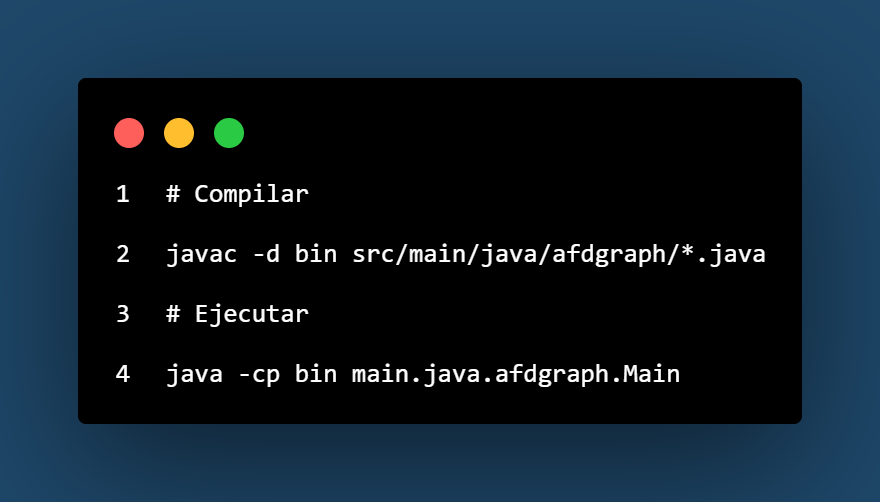 1 # Compilar
2 javac -d bin src/main/java/afdgraph/*.java
3 # Ejecutar
4 java -cp bin main.java.afdgraph.Main